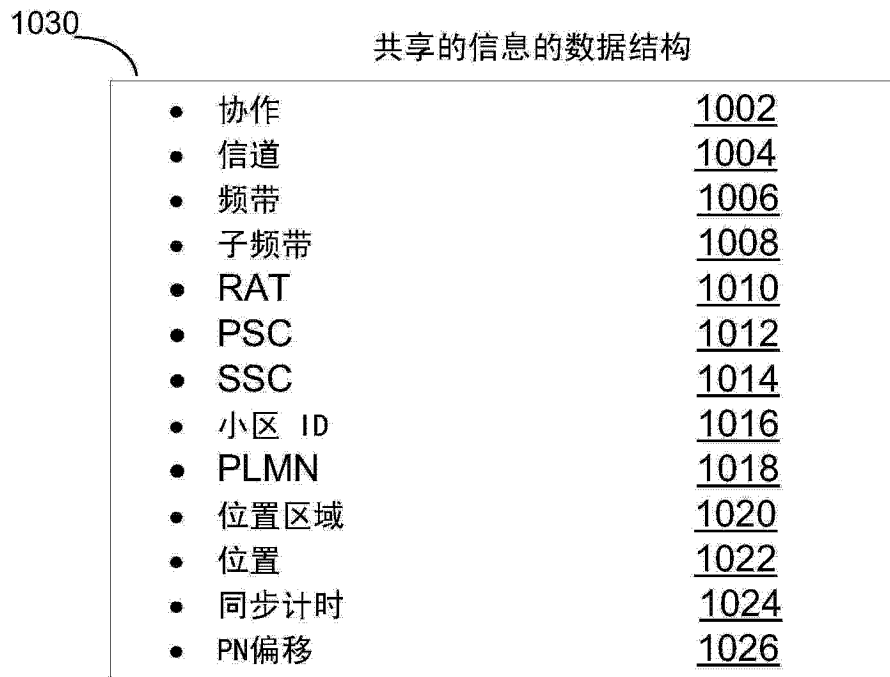 1030
共享的信息的数据结构
• 协作 1002
• 信道 1004
• 频带 1006
• 子频带 1008
• RAT 1010
• PSC 1012
• SSC 1014
• 小区 ID 1016
• PLMN 1018
• 位置区域 1020
• 位置 1022
• 同步计时 1024
• PN偏移 1026